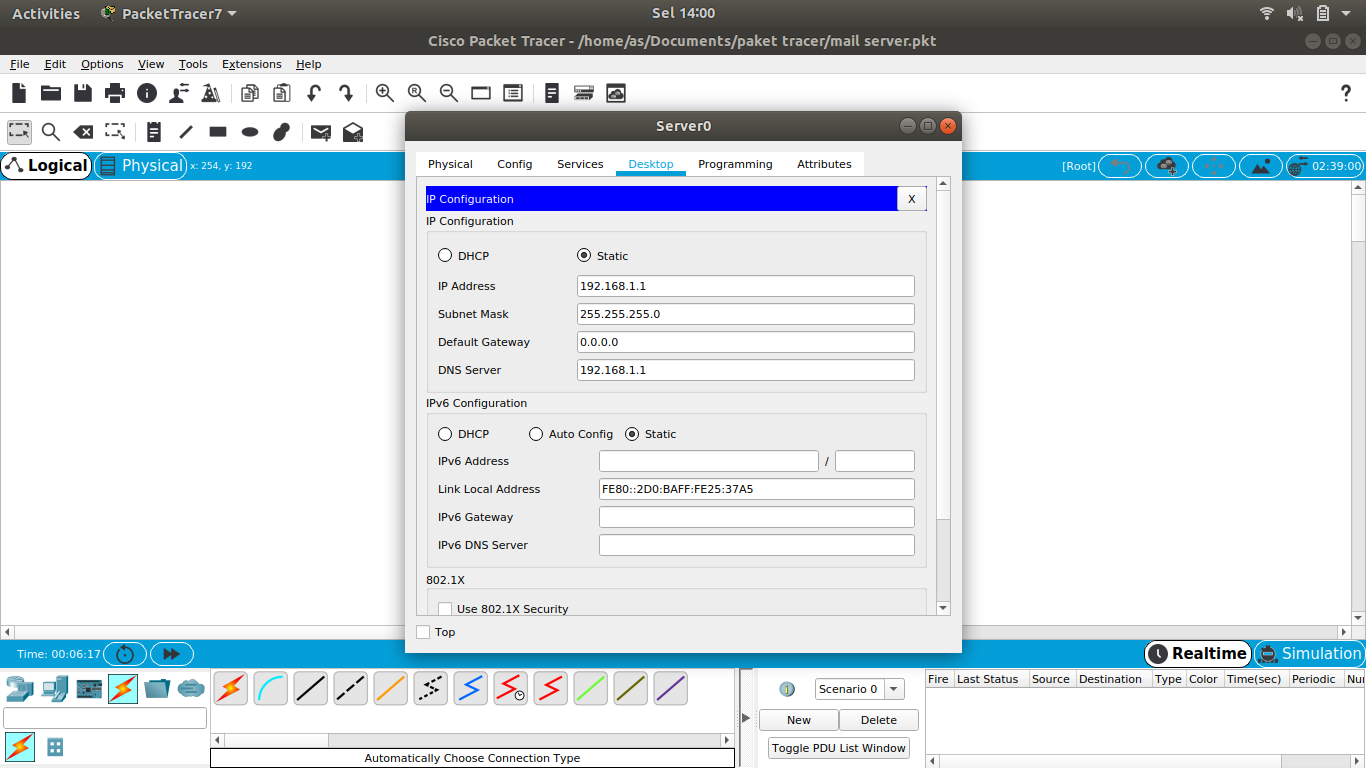 Activities PacketTracer7 Sel 14:00
Cisco Packet Tracer - /home/as/Documents/paket tracer/mail server.pkt
File Edit Options View Tools Extensions Help
Logical Physical x: 254, y: 192 [Root] 02:39:00
Server0
Physical Config Services Desktop Programming Attributes
IP Configuration X
IP Configuration
DHCP Static
IP Address 192.168.1.1
Subnet Mask 255.255.255.0
Default Gateway 0.0.0.0
DNS Server 192.168.1.1
IPv6 Configuration
DHCP Auto Config Static
IPv6 Address /
Link Local Address FE80::2D0:BAFF:FE25:37A5
IPv6 Gateway
IPv6 DNS Server
802.1X
Use 802.1X Security
Top
Time: 00:06:17 Realtime Simulation
Scenario 0
New Delete
Toggle PDU List Window
Fire Last Status Source Destination Type Color Time(sec) Periodic Nur
Automatically Choose Connection Type